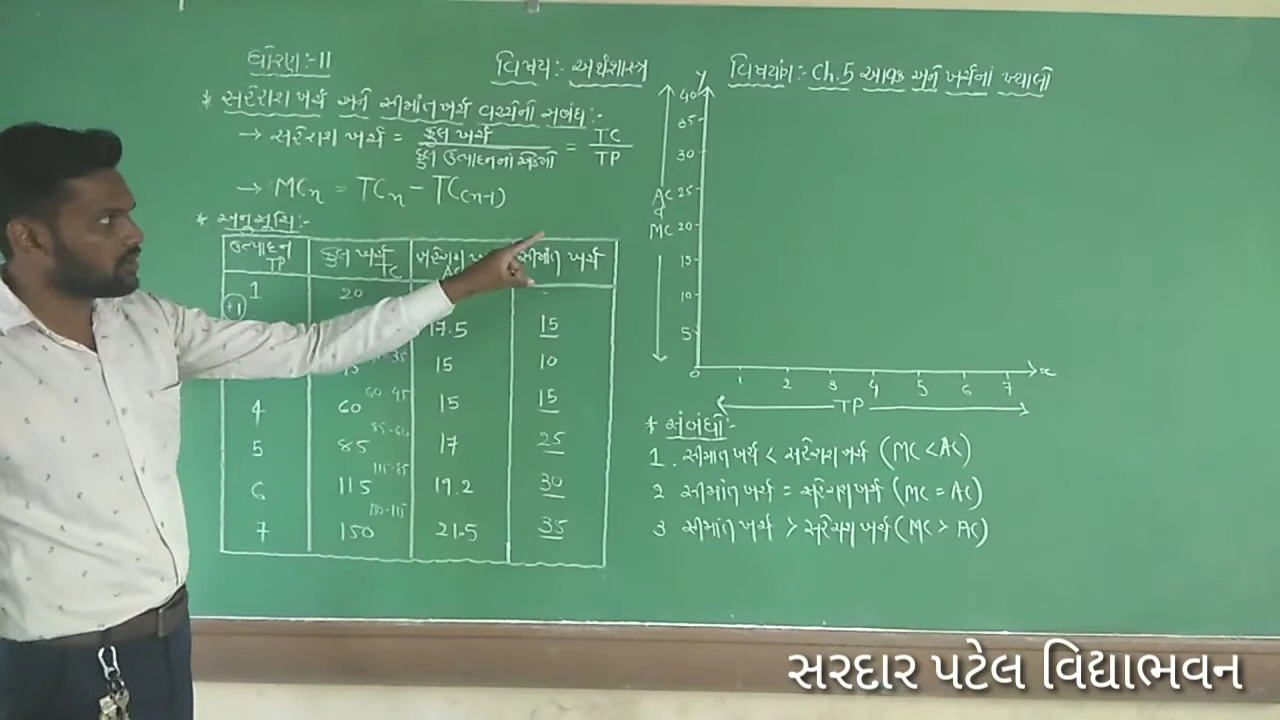 ધોરણ:-11
વિષય:- અર્થશાસ્ત્ર
વિષયાંગ:- Ch.5 આવક અને ખર્ચનાં ખ્યાલો
* સરેરાશ ખર્ચ અને સીમાંત ખર્ચ વચ્ચેનો સંબંધ:-
→ સરેરાશ ખર્ચ = કુલ ખર્ચ / કુલ ઉત્પાદનનાં એકમો = TC / TP
→ MCn = TCn - TC(n-1)
* અનુસૂચિ:-
ઉત્પાદન TP | કુલ ખર્ચ TC | સરેરાશ AC | સીમાંત ખર્ચ
1 | 20 | -
(+1)
17.5 | 15
15 | 10
4 | 60 | 60-45 | 15 | 15
5 | 85 | 85-60 | 17 | 25
6 | 115 | 115-85 | 19.2 | 30
7 | 150 | 150-115 | 21.5 | 35
y
40
35
30
25
20
15
10
5
0 1 2 3 4 5 6 7 x
AC
MC
TP
* સંબંધો:-
1. સીમાંત ખર્ચ < સરેરાશ ખર્ચ (MC < AC)
2 સીમાંત ખર્ચ = સરેરાશ ખર્ચ (MC = AC)
3 સીમાંત ખર્ચ > સરેરાશ ખર્ચ (MC > AC)
સરદાર પટેલ વિદ્યાભવન